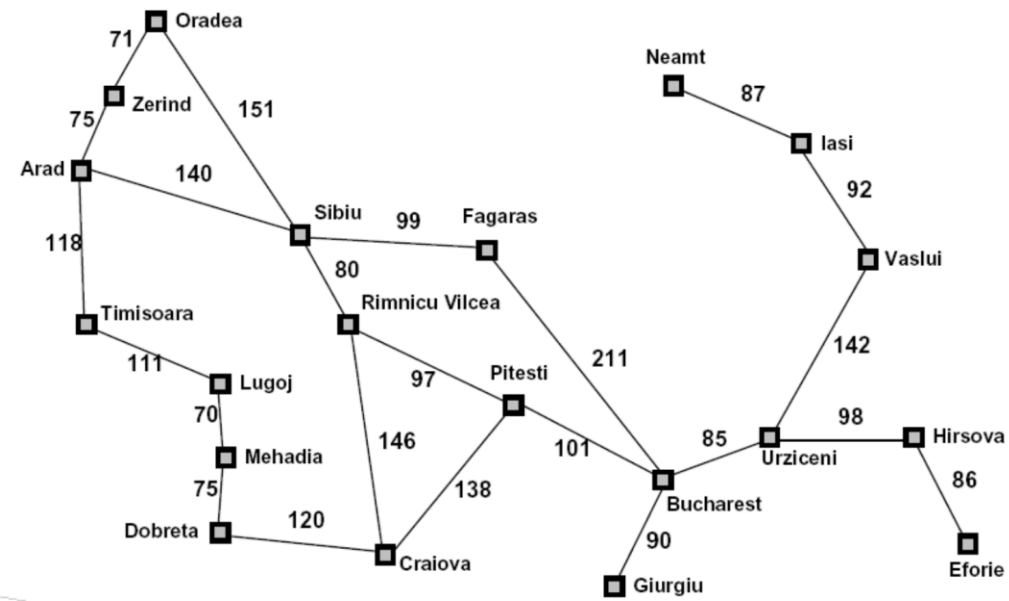 Oradea
71
Neamt
87
Zerind
151
75
Iasi
Arad
140
92
Sibiu
99
Fagaras
118
Vaslui
80
Rimnicu Vilcea
Timisoara
142
211
111
Pitesti
97
Lugoj
70
98
Hirsova
146
101
85
Urziceni
Mehadia
75
138
86
Bucharest
Dobreta
120
90
Craiova
Eforie
Giurgiu